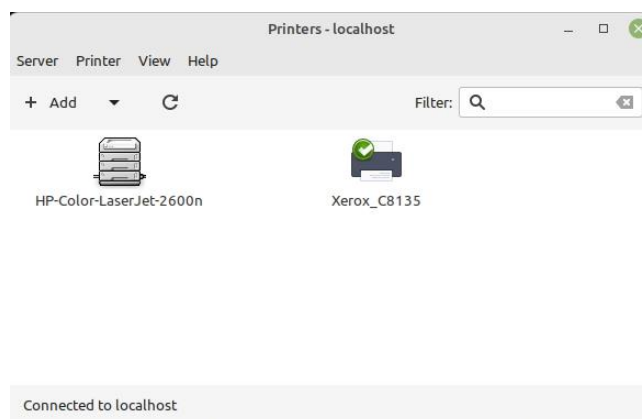 Printers - localhost
Server Printer View Help
+ Add Filter:
HP-Color-LaserJet-2600n Xerox_C8135
Connected to localhost